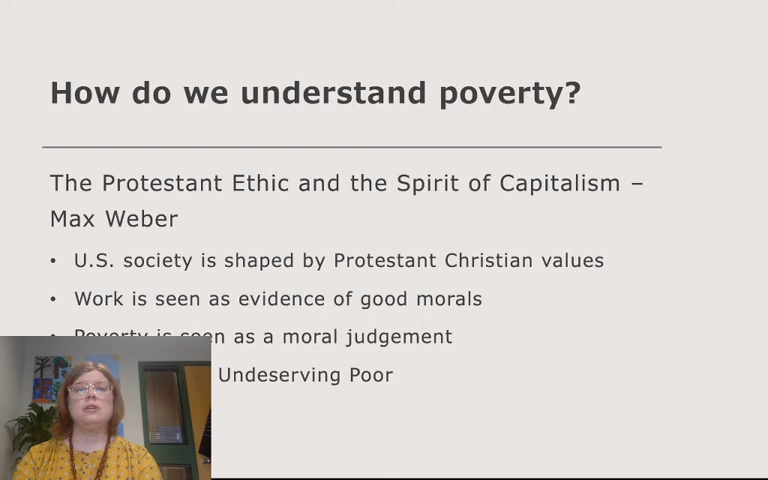 How do we understand poverty?
The Protestant Ethic and the Spirit of Capitalism –
Max Weber
• U.S. society is shaped by Protestant Christian values
• Work is seen as evidence of good morals
• Poverty is seen as a moral judgement
Undeserving Poor